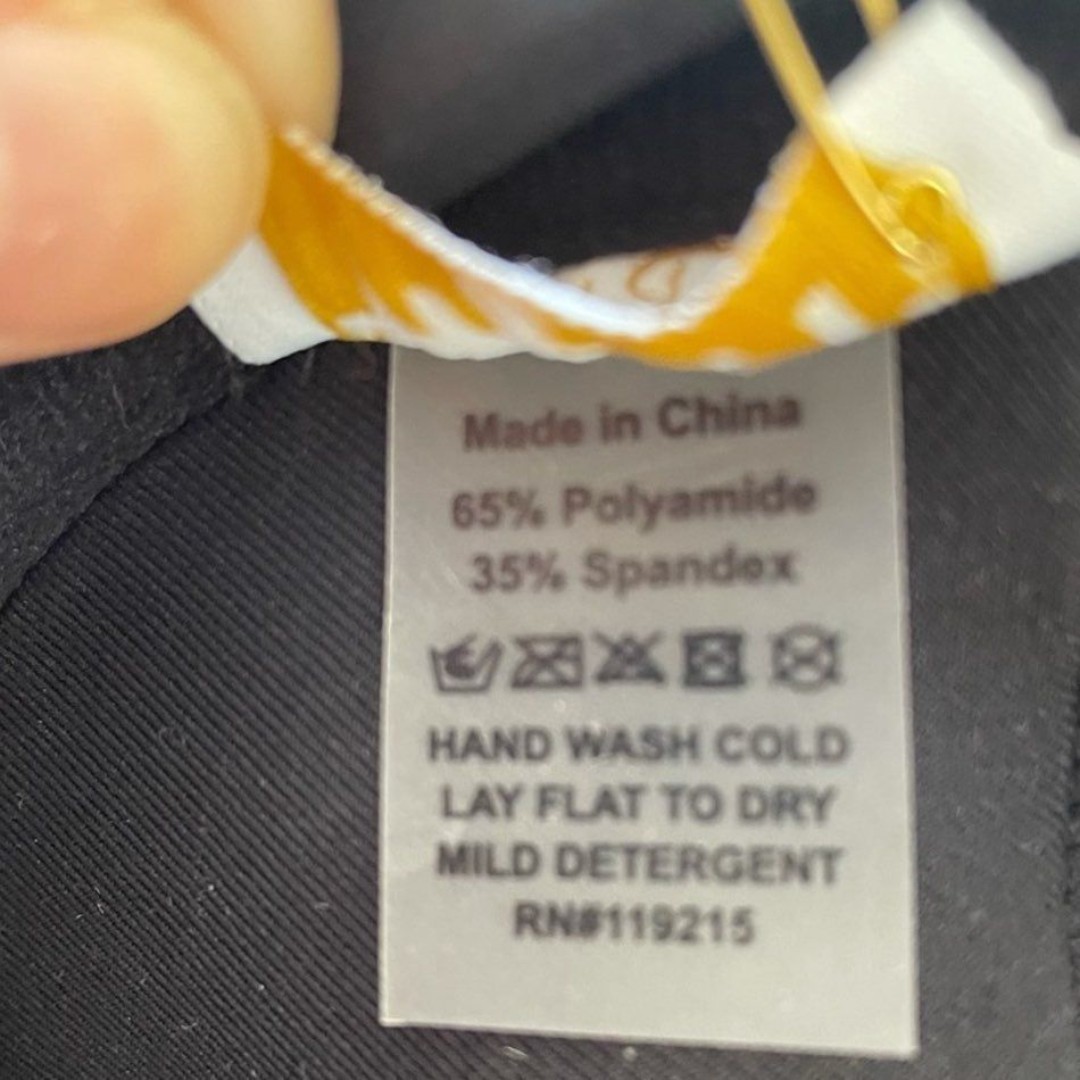 Made in China
65% Polyamide
35% Spandex
HAND WASH COLD
LAY FLAT TO DRY
MILD DETERGENT
RN#119215